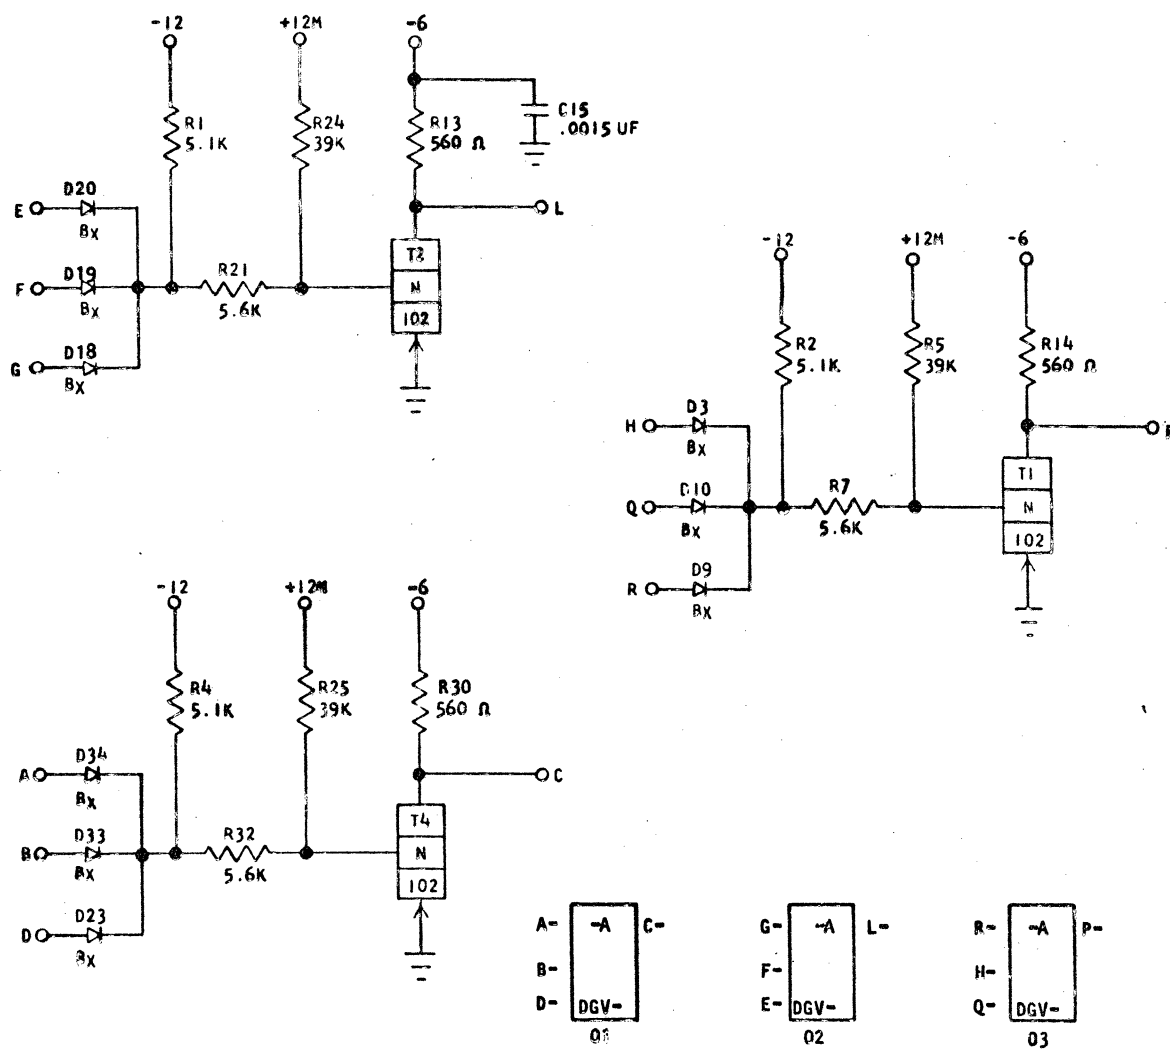 -12
+12M
-6
R1
5.1K
R24
39K
R13
560 Ω
C15
.0015 UF
E
D20
BX
L
F
D19
BX
R21
5.6K
N
102
G
D18
BX
-12
+12M
-6
R2
5.1K
R5
39K
R14
560 Ω
H
D3
BX
T1
N
102
Q
D10
BX
R7
5.6K
R
D9
BX
-12
+12M
-6
R4
5.1K
R25
39K
R30
560 Ω
A
D34
BX
C
B
D33
BX
R32
5.6K
T4
N
102
D
D23
BX
A- -A C-
B-
D- DGV-
01
G- -A L-
F-
E- DGV-
02
R- -A P-
H-
Q- DGV-
03